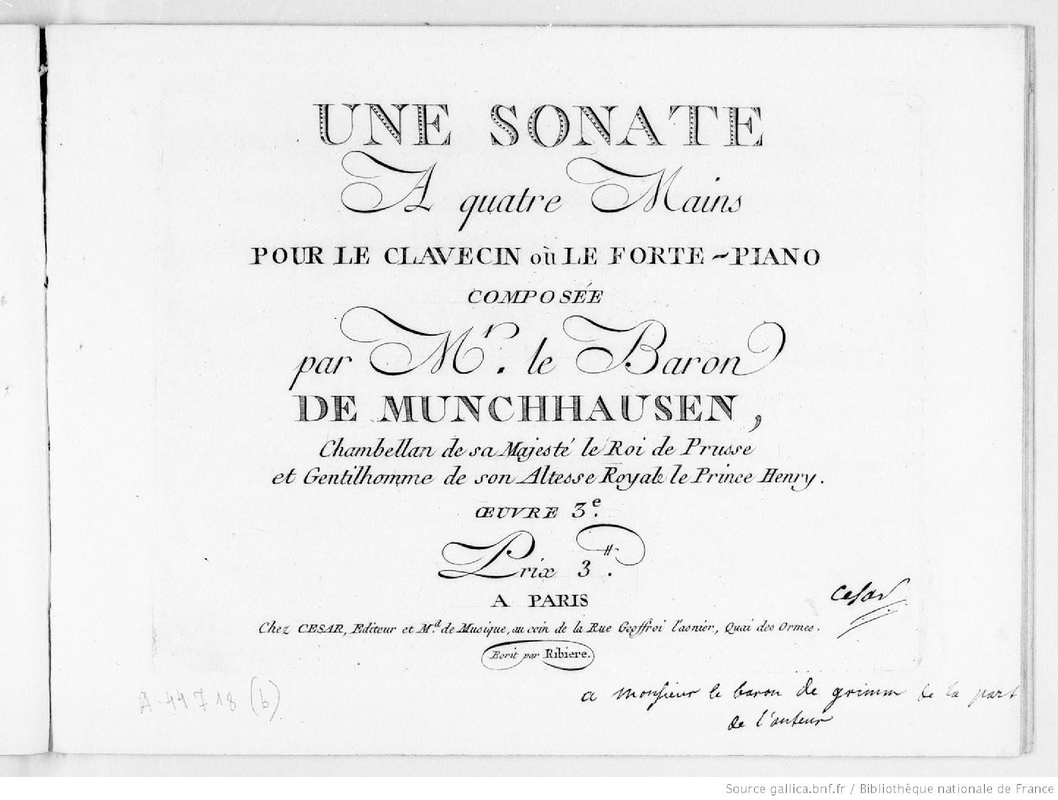 UNE SONATE
A quatre Mains
POUR LE CLAVECIN où LE FORTE-PIANO
COMPOSÉE
par Mr. le Baron
DE MUNCHHAUSEN,
Chambellan de sa Majesté le Roi de Prusse
et Gentilhomme de son Altesse Royale le Prince Henry.
ŒUVRE 3e.
Prix 3#.
A PARIS
Chez CESAR, Editeur et Md. de Musique, au coin de la Rue Geoffroi l'asnier, Quai des Ormes.
Cesar
Ecrit par Ribiere.
a monsieur le baron de grimm de la part
de l'auteur
A.44718 (b)
Source gallica.bnf.fr / Bibliothèque nationale de France